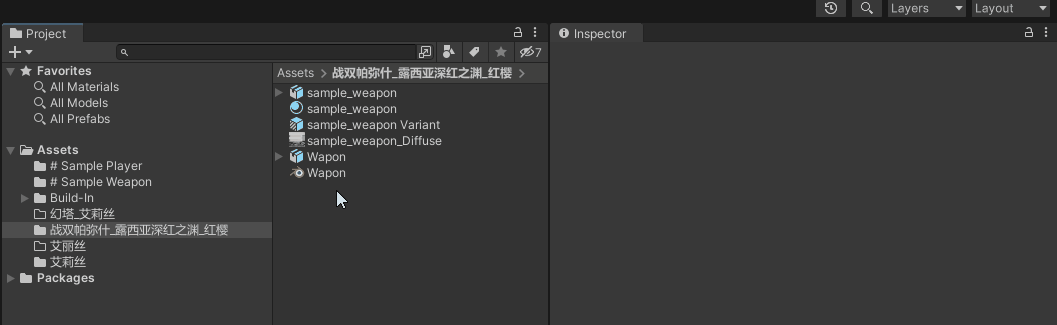 Layers
Layout
Project
Inspector
7
Favorites
All Materials
All Models
All Prefabs
Assets
# Sample Player
# Sample Weapon
Build-In
幻塔_艾莉丝
战双帕弥什_露西亚深红之渊_红樱
艾丽丝
艾莉丝
Packages
Assets > 战双帕弥什_露西亚深红之渊_红樱 >
sample_weapon
sample_weapon
sample_weapon Variant
sample_weapon_Diffuse
Wapon
Wapon